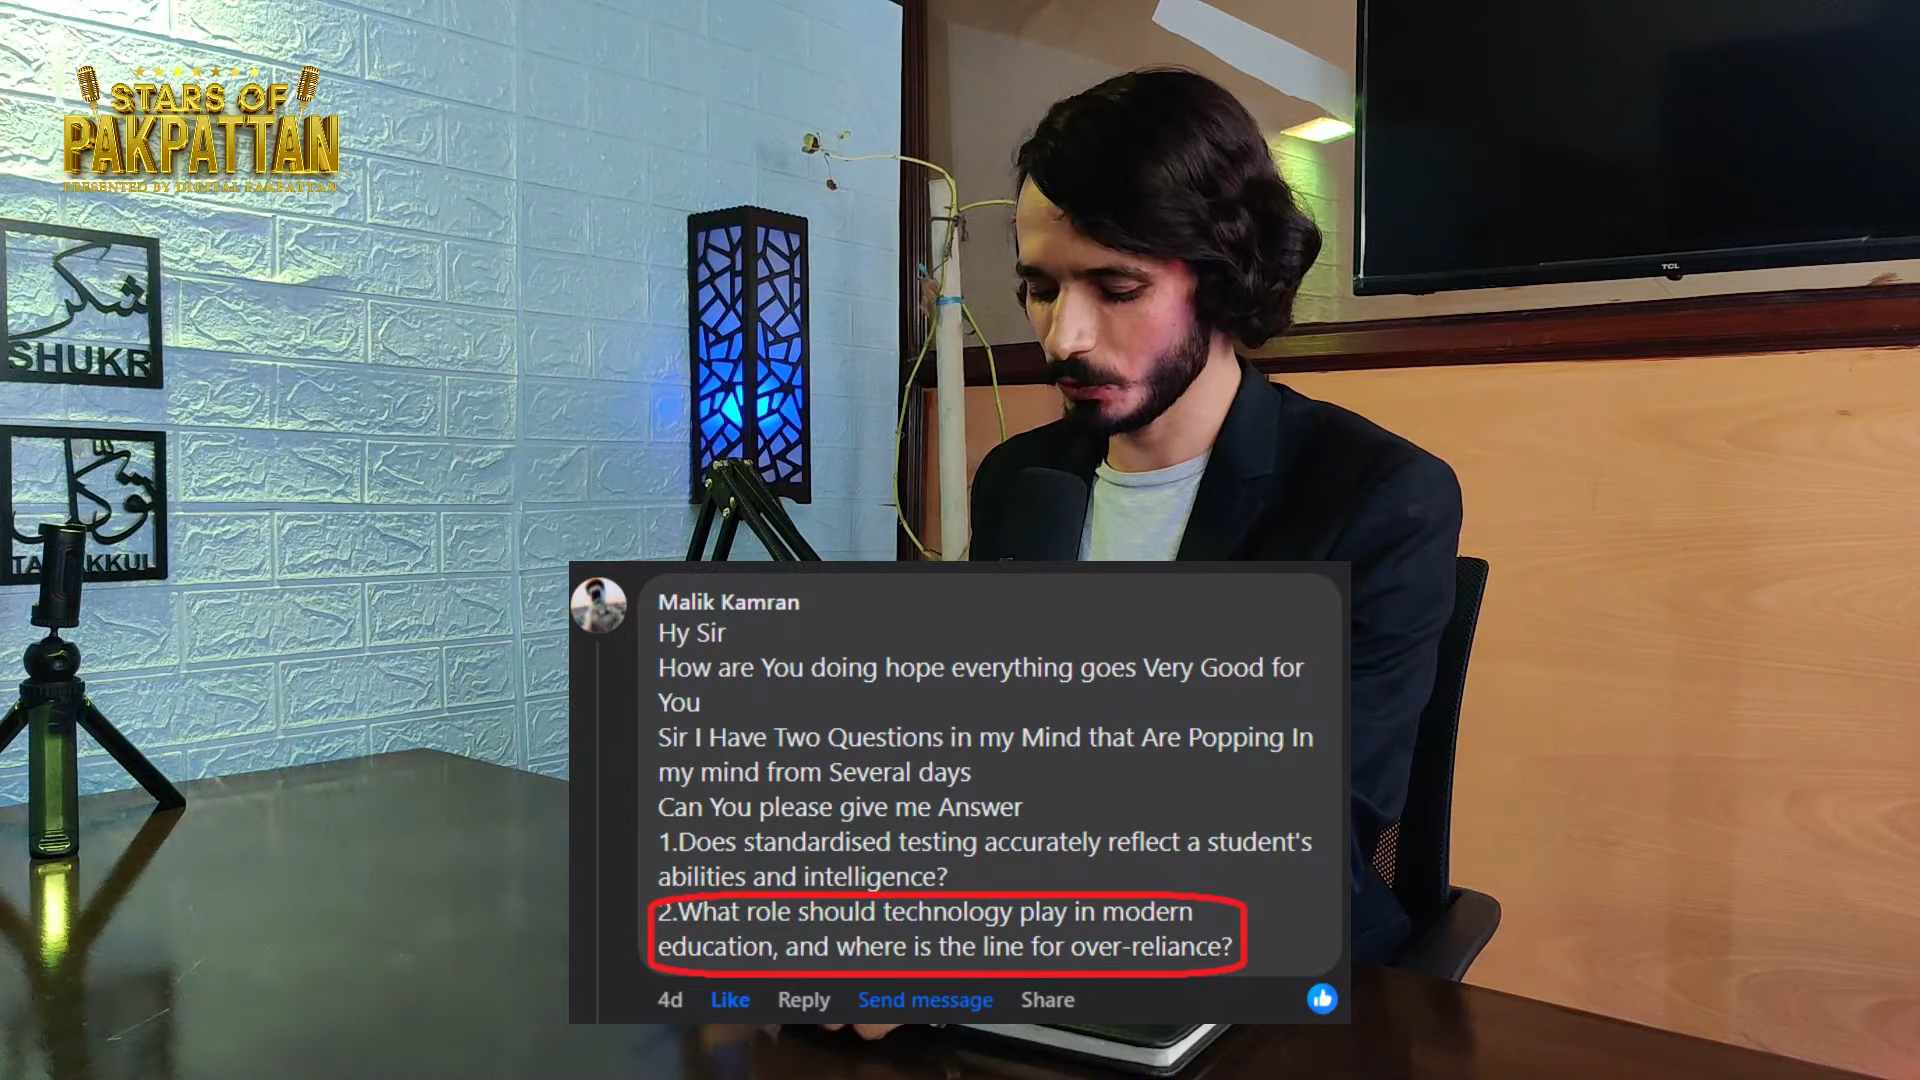 STARS OF
PAKPATTAN
PRESENTED BY DIGITAL PAKPATTAN
شکر
SHUKR
توکل
TA KKUL
TCL
Malik Kamran
Hy Sir
How are You doing hope everything goes Very Good for
You
Sir I Have Two Questions in my Mind that Are Popping In
my mind from Several days
Can You please give me Answer
1.Does standardised testing accurately reflect a student's
abilities and intelligence?
2.What role should technology play in modern
education, and where is the line for over-reliance?
4d Like Reply Send message Share